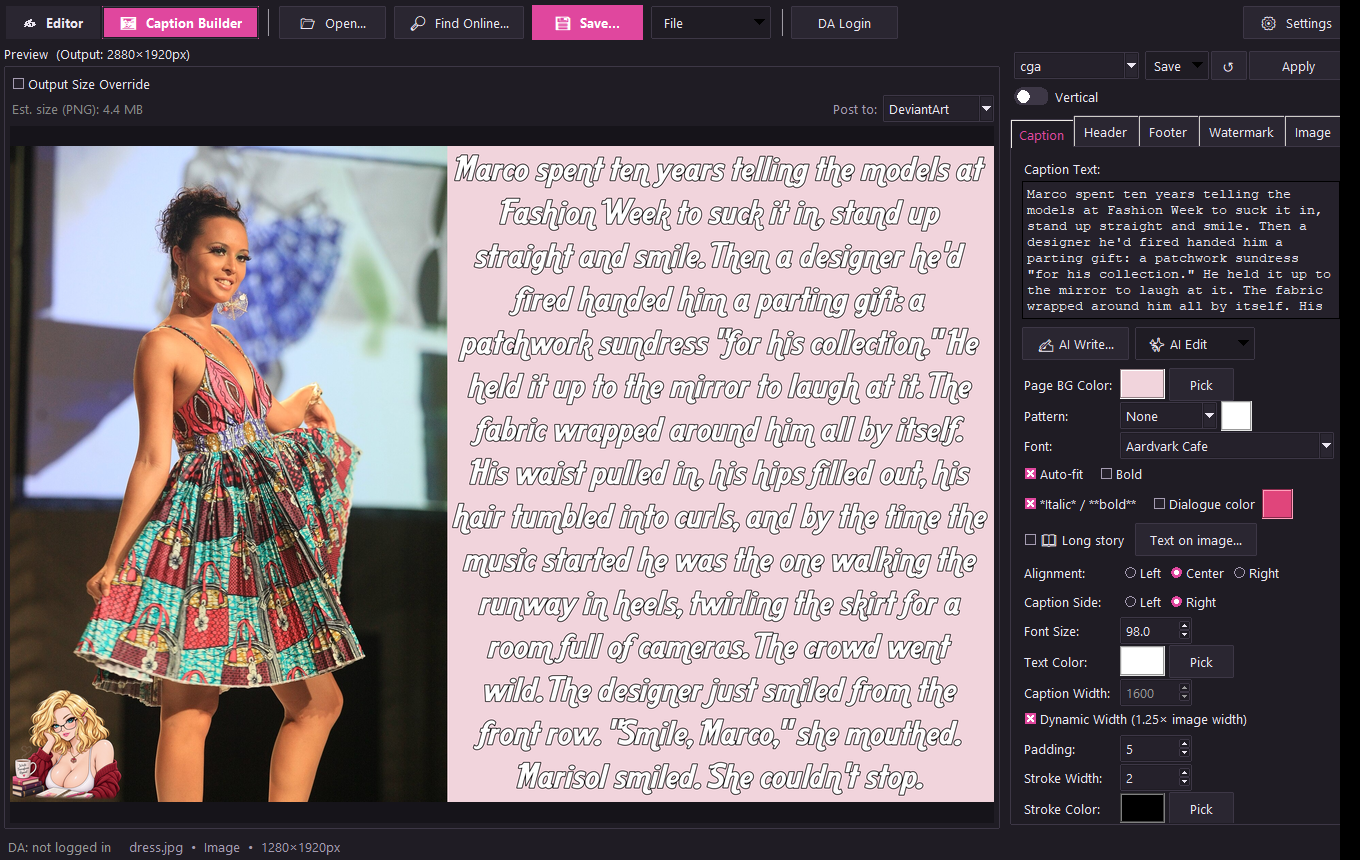 Editor
Caption Builder
Open...
Find Online...
Save...
File
DA Login
Settings
Preview (Output: 2880×1920px)
Output Size Override
Est. size (PNG): 4.4 MB
Post to:
DeviantArt
Marco spent ten years telling the models at
Fashion Week to suck it in, stand up
straight and smile. Then a designer he'd
fired handed him a parting gift: a
patchwork sundress "for his collection." He
held it up to the mirror to laugh at it. The
fabric wrapped around him all by itself.
His waist pulled in, his hips filled out, his
hair tumbled into curls, and by the time the
music started he was the one walking the
runway in heels, twirling the skirt for a
room full of cameras. The crowd went
wild. The designer just smiled from the
front row. "Smile, Marco," she mouthed.
Marisol smiled. She couldn't stop.
cga
Save
↺
Apply
Vertical
Caption
Header
Footer
Watermark
Image
Caption Text:
Marco spent ten years telling the
models at Fashion Week to suck it in,
stand up straight and smile. Then a
designer he'd fired handed him a
parting gift: a patchwork sundress
"for his collection." He held it up to
the mirror to laugh at it. The fabric
wrapped around him all by itself. His
AI Write...
AI Edit
Page BG Color:
Pick
Pattern:
None
Font:
Aardvark Cafe
Auto-fit
Bold
*Italic* / **bold**
Dialogue color
Long story
Text on image...
Alignment:
Left
Center
Right
Caption Side:
Left
Right
Font Size:
98.0
Text Color:
Pick
Caption Width:
1600
Dynamic Width (1.25× image width)
Padding:
5
Stroke Width:
2
Stroke Color:
Pick
DA: not logged in
dress.jpg • Image • 1280×1920px